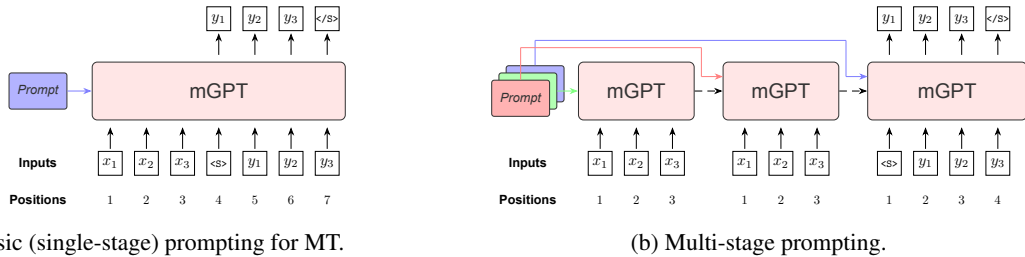 y1 y2 y3 </S>
Prompt
mGPT
Inputs x1 x2 x3 <S> y1 y2 y3
Positions 1 2 3 4 5 6 7
sic (single-stage) prompting for MT.
y1 y2 y3 </S>
Prompt
mGPT mGPT mGPT
Inputs x1 x2 x3 x1 x2 x3 <S> y1 y2 y3
Positions 1 2 3 1 2 3 1 2 3 4
(b) Multi-stage prompting.